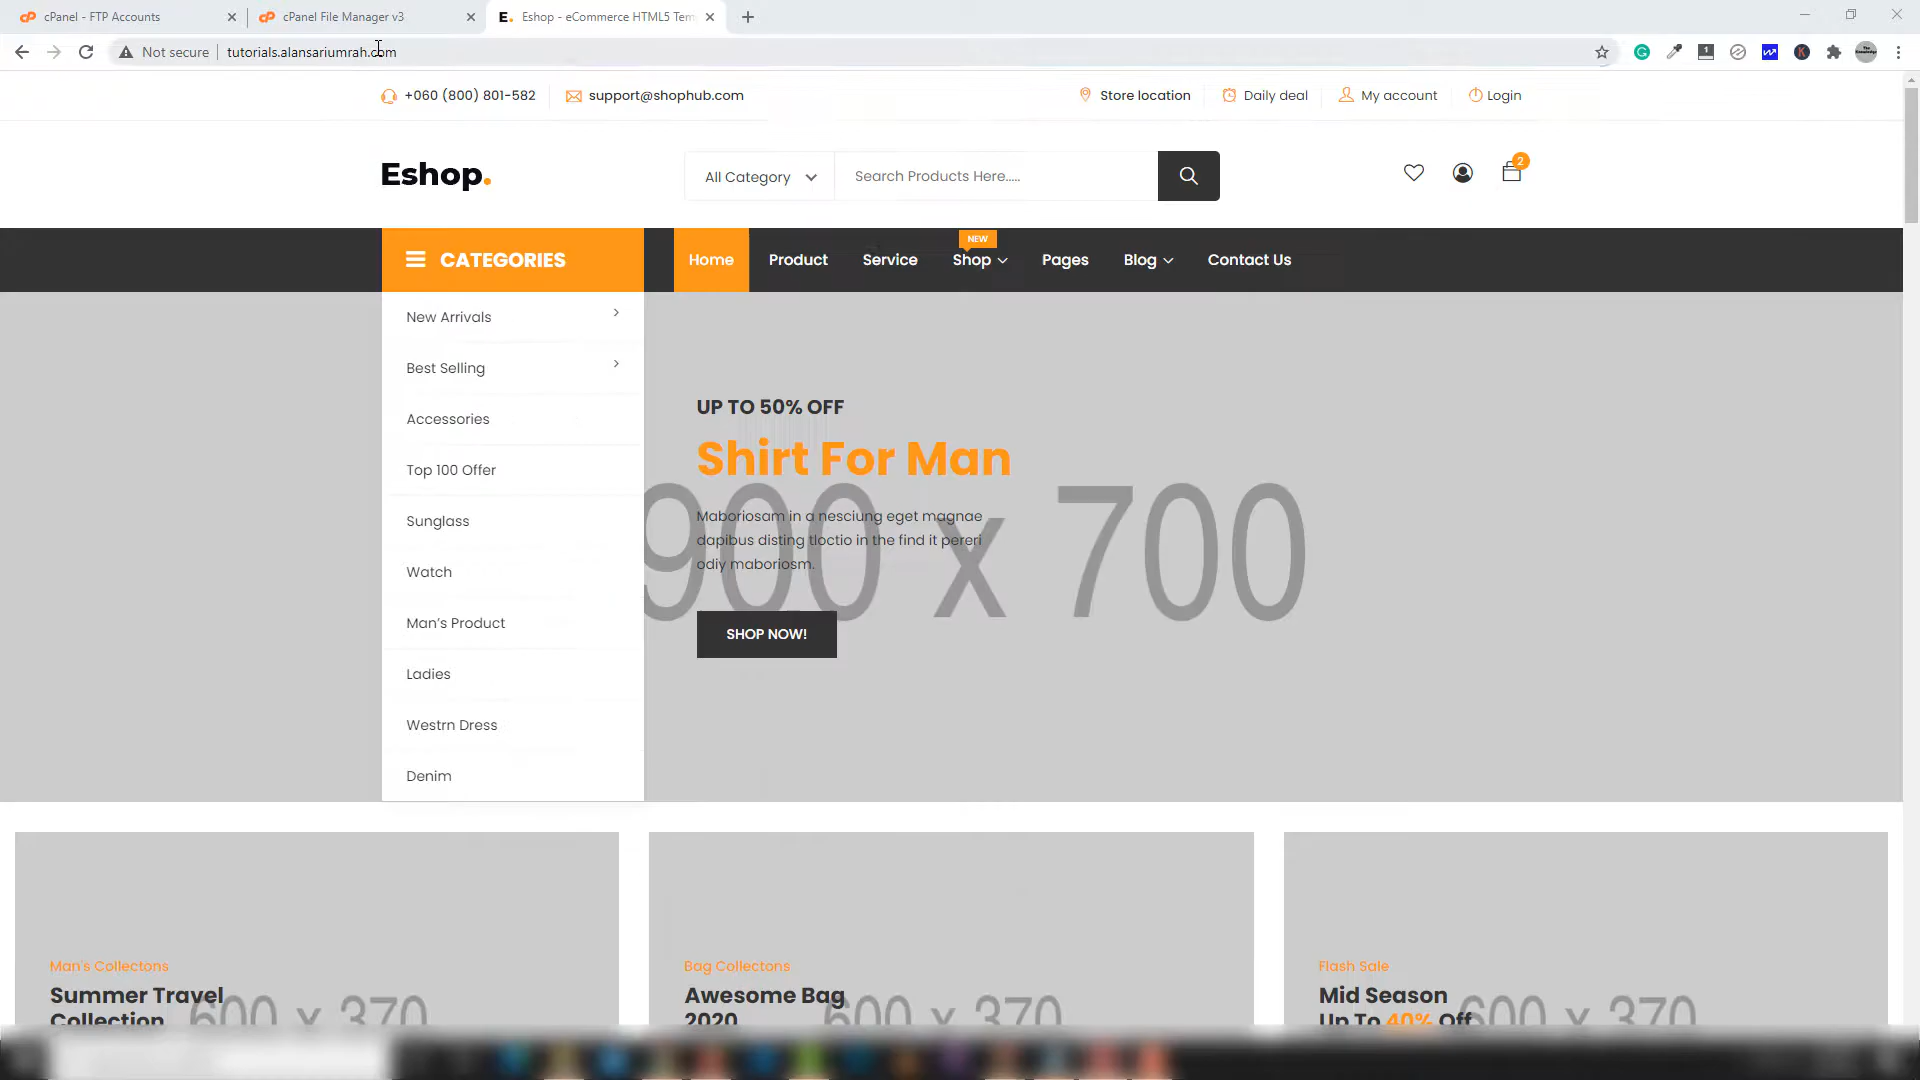 cPanel - FTP Accounts
cPanel File Manager v3
E. Eshop - eCommerce HTML5 Tem
Not secure
tutorials.alansariumrah.com
+060 (800) 801-582
support@shophub.com
Store location
Daily deal
My account
Login
Eshop.
All Category
Search Products Here.....
2
CATEGORIES
Home
Product
Service
Shop
NEW
Pages
Blog
Contact Us
New Arrivals
Best Selling
Accessories
Top 100 Offer
Sunglass
Watch
Man's Product
Ladies
Westrn Dress
Denim
UP TO 50% OFF
Shirt For Man
900 x 700
Maboriosam in a nesciung eget magnae
dapibus disting tloctio in the find it pereri
odiy maboriosm.
SHOP NOW!
Man's Collectons
Summer Travel
Collection
600 x 370
Bag Collectons
Awesome Bag
2020
600 x 370
Flash Sale
Mid Season
Up To 40% Off
600 x 370